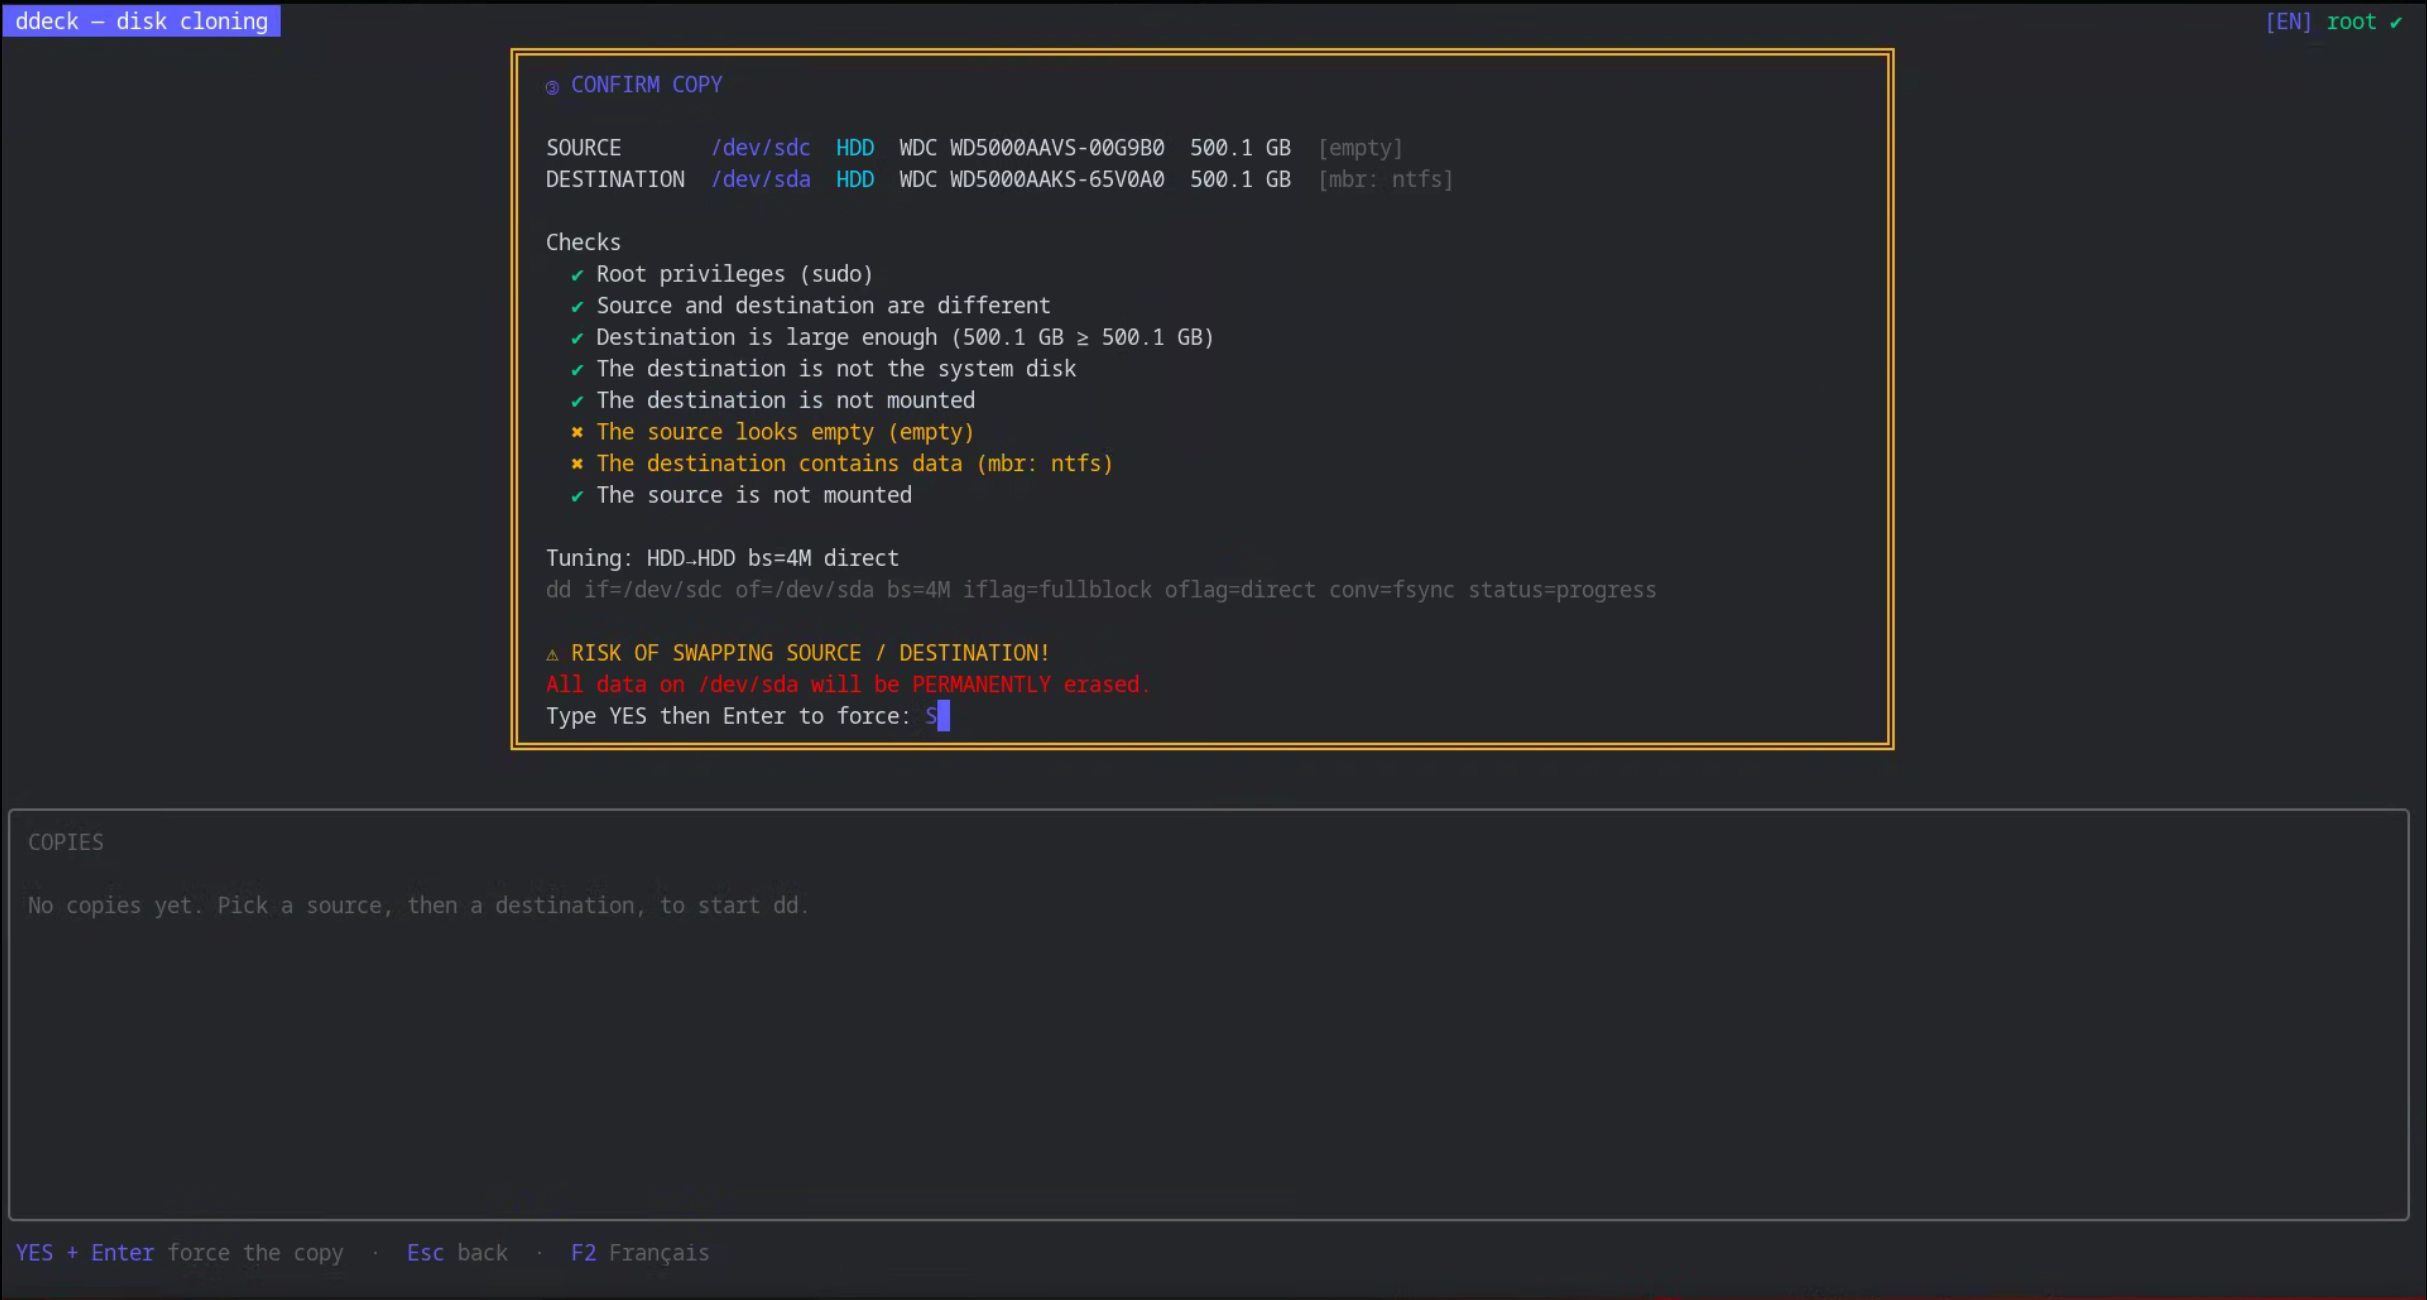 ddeck — disk cloning [EN] root ✔
③ CONFIRM COPY
SOURCE /dev/sdc HDD WDC WD5000AAVS-00G9B0 500.1 GB [empty]
DESTINATION /dev/sda HDD WDC WD5000AAKS-65V0A0 500.1 GB [mbr: ntfs]
Checks
✔ Root privileges (sudo)
✔ Source and destination are different
✔ Destination is large enough (500.1 GB ≥ 500.1 GB)
✔ The destination is not the system disk
✔ The destination is not mounted
✖ The source looks empty (empty)
✖ The destination contains data (mbr: ntfs)
✔ The source is not mounted
Tuning: HDD→HDD bs=4M direct
dd if=/dev/sdc of=/dev/sda bs=4M iflag=fullblock oflag=direct conv=fsync status=progress
⚠ RISK OF SWAPPING SOURCE / DESTINATION!
All data on /dev/sda will be PERMANENTLY erased.
Type YES then Enter to force: S
COPIES
No copies yet. Pick a source, then a destination, to start dd.
YES + Enter force the copy · Esc back · F2 Français